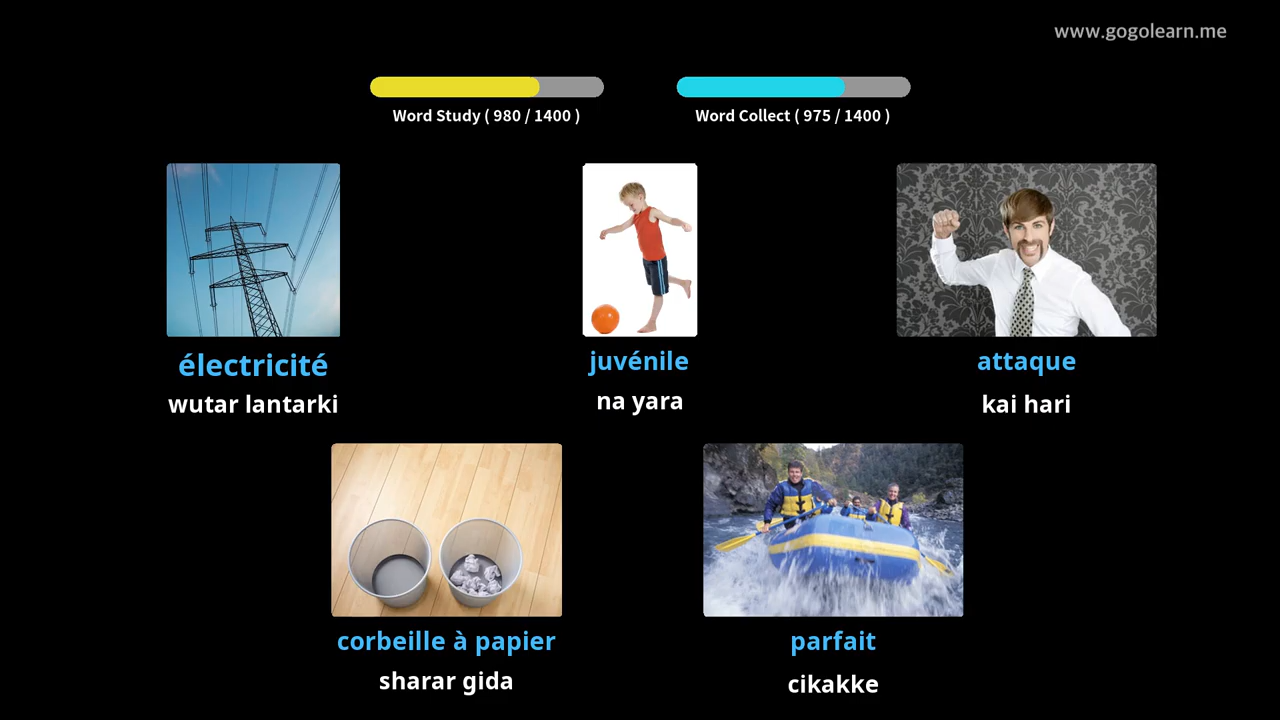 www.gogolearn.me
Word Study ( 980 / 1400 )
Word Collect ( 975 / 1400 )
électricité
wutar lantarki
juvénile
na yara
attaque
kai hari
corbeille à papier
sharar gida
parfait
cikakke